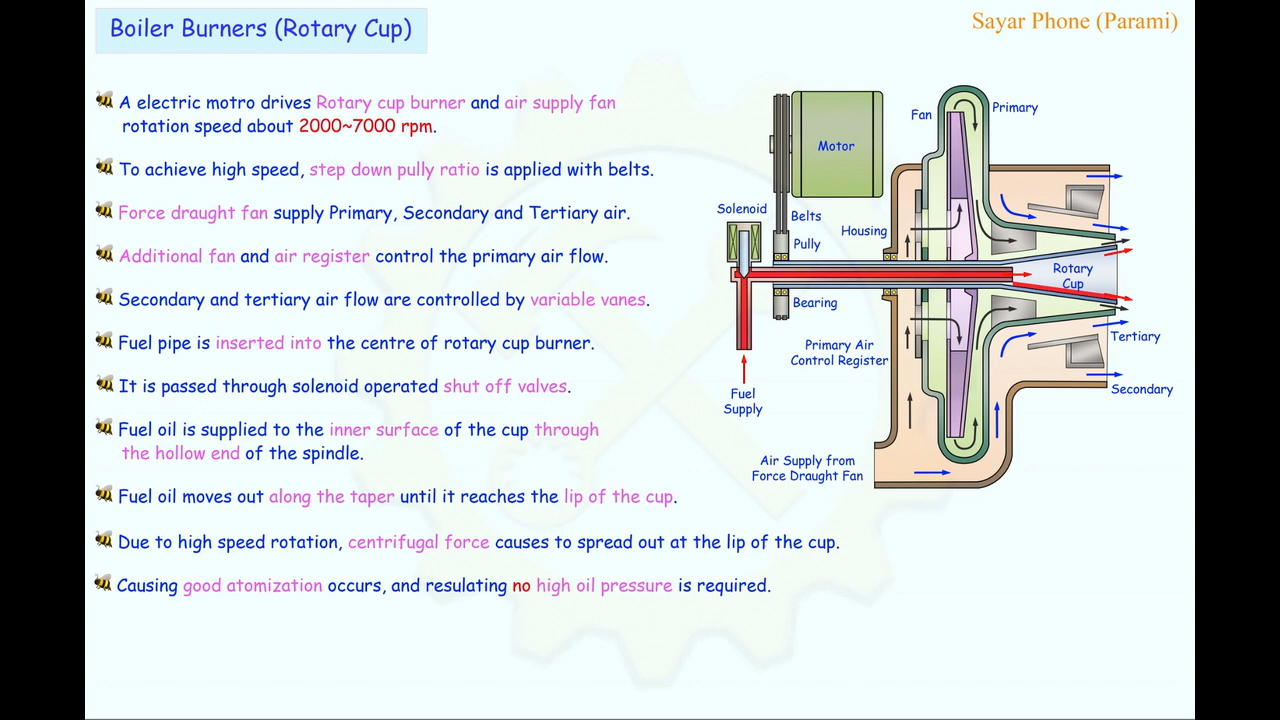 Boiler Burners (Rotary Cup)
Sayar Phone (Parami)
A electric motro drives Rotary cup burner and air supply fan
rotation speed about 2000~7000 rpm.
To achieve high speed, step down pully ratio is applied with belts.
Force draught fan supply Primary, Secondary and Tertiary air.
Additional fan and air register control the primary air flow.
Secondary and tertiary air flow are controlled by variable vanes.
Fuel pipe is inserted into the centre of rotary cup burner.
It is passed through solenoid operated shut off valves.
Fuel oil is supplied to the inner surface of the cup through
the hollow end of the spindle.
Fuel oil moves out along the taper until it reaches the lip of the cup.
Due to high speed rotation, centrifugal force causes to spread out at the lip of the cup.
Causing good atomization occurs, and resulating no high oil pressure is required.
Fan
Primary
Motor
Solenoid
Belts
Housing
Pully
Rotary
Cup
Bearing
Tertiary
Primary Air
Control Register
Secondary
Fuel
Supply
Air Supply from
Force Draught Fan